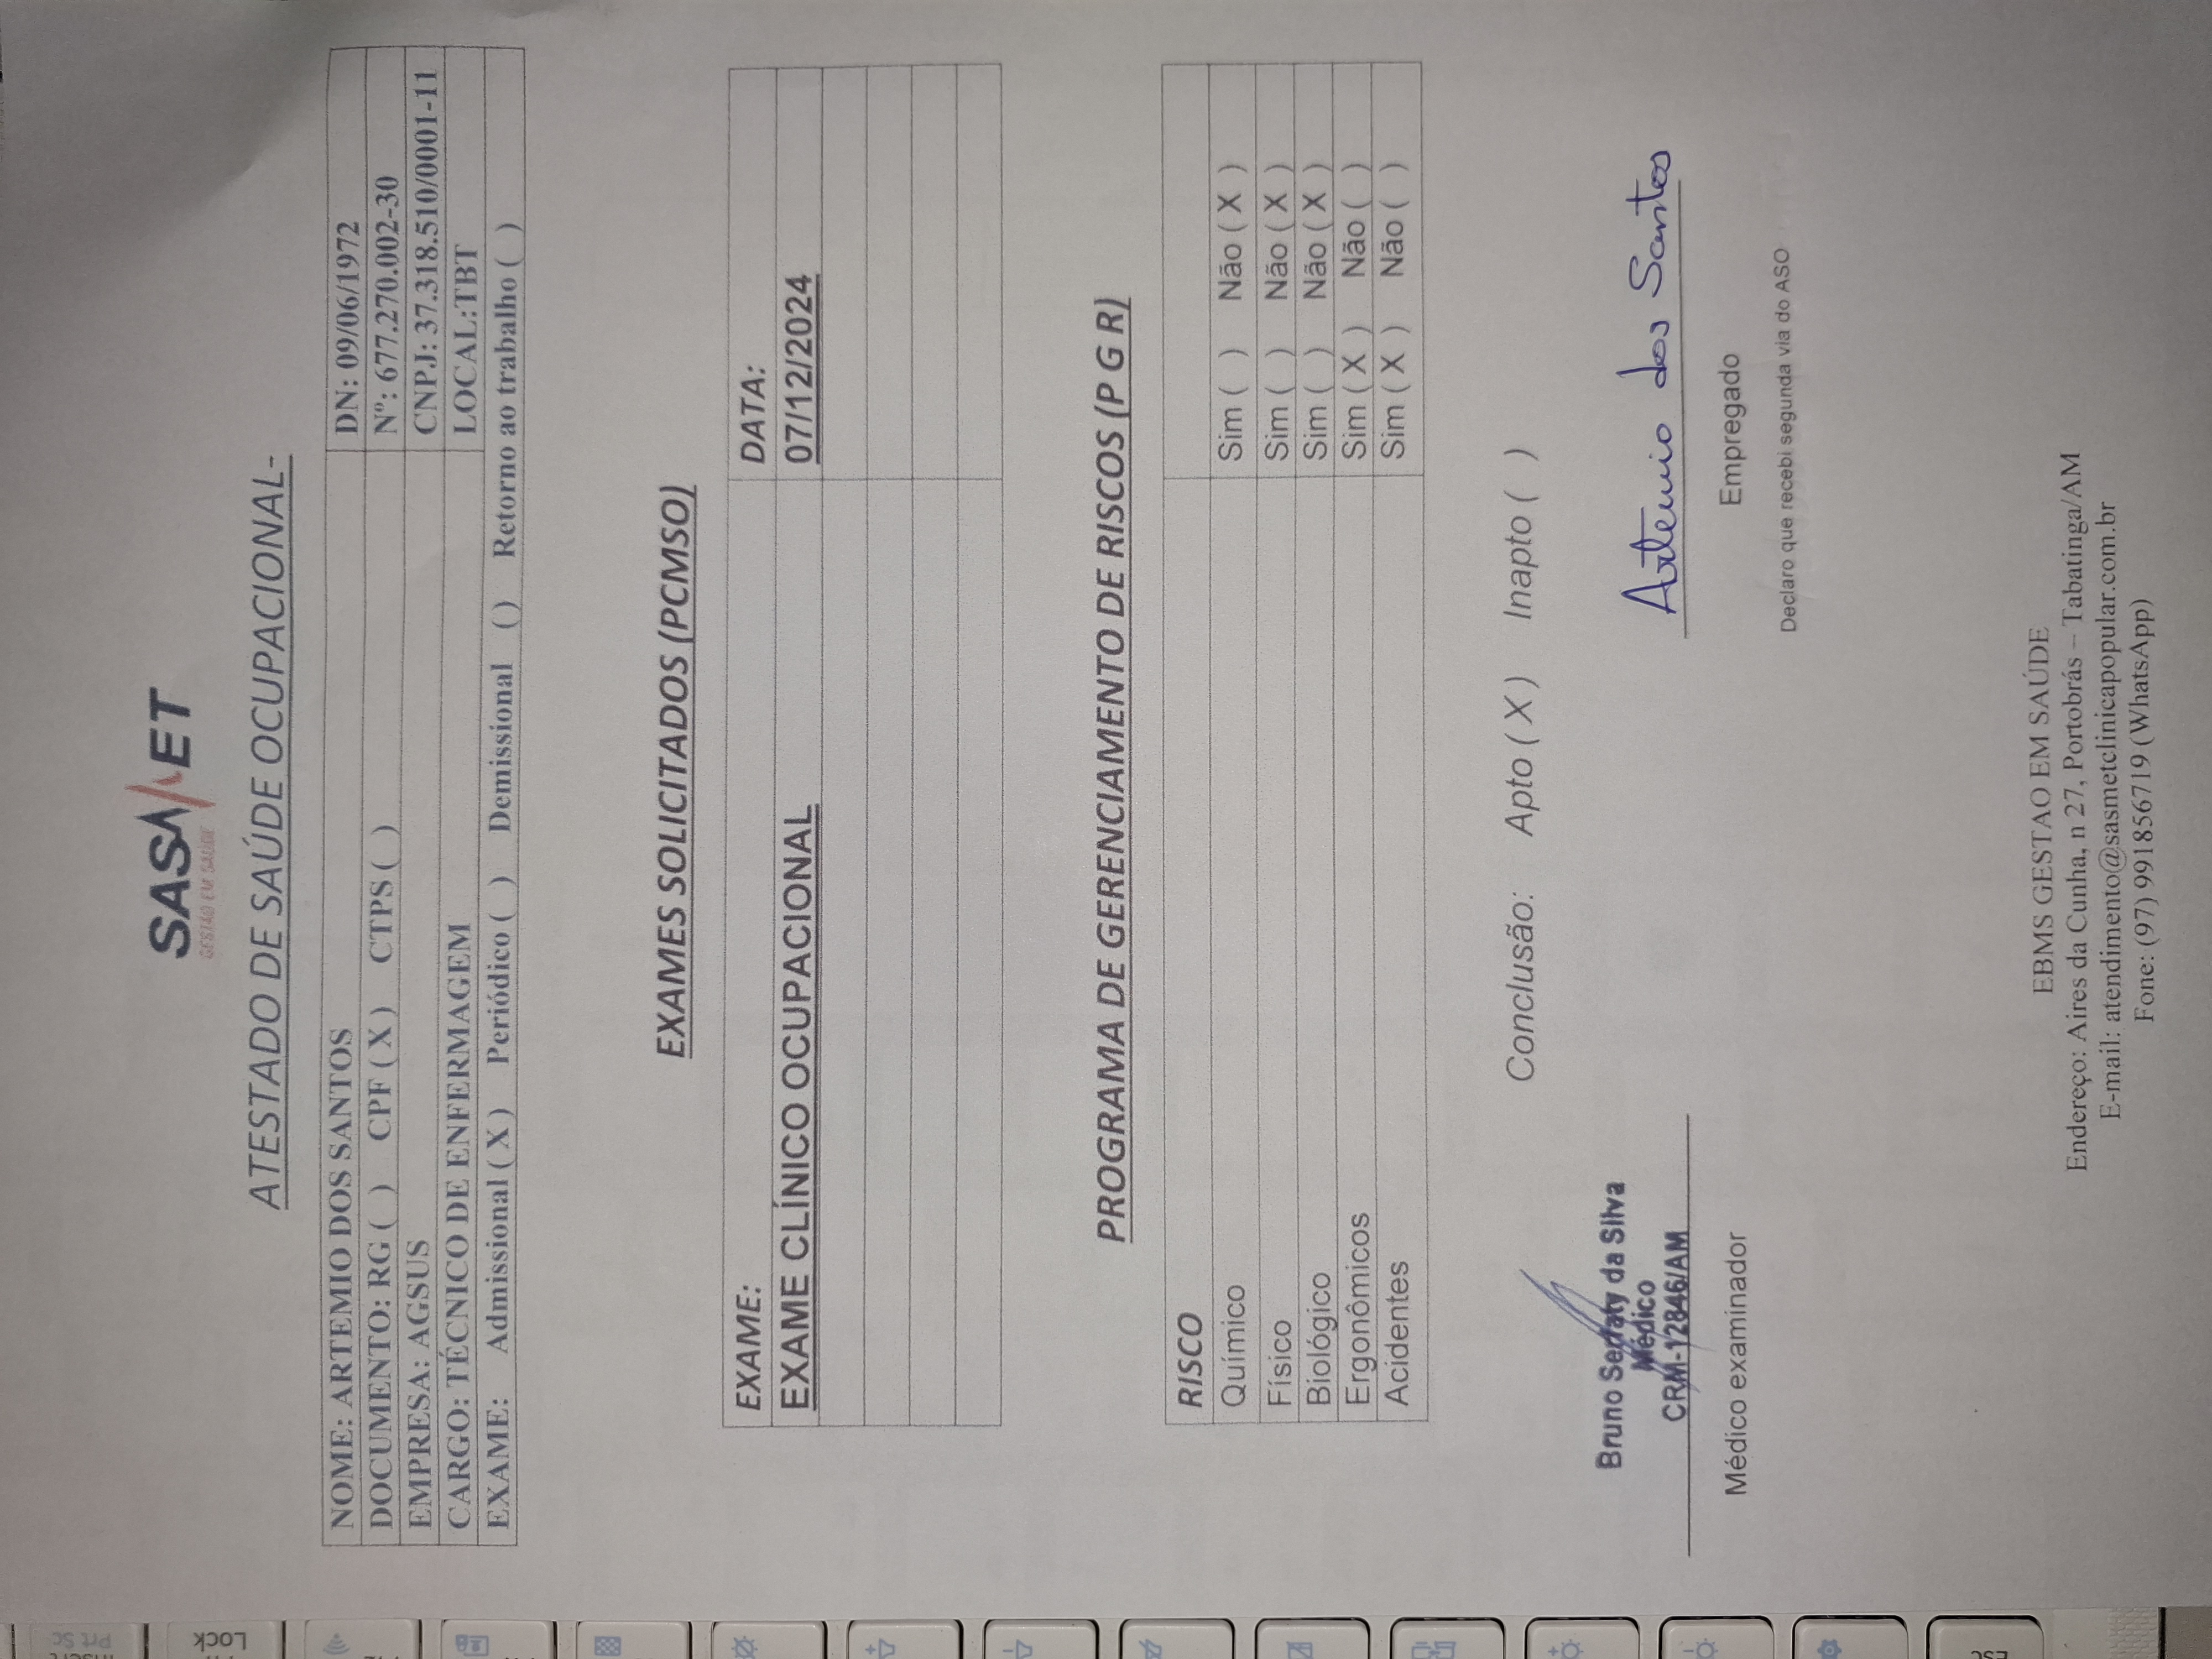 SASMET
GESTÃO EM SAÚDE
ATESTADO DE SAÚDE OCUPACIONAL-
NOME: ARTEMIO DOS SANTOS DN: 09/06/1972
DOCUMENTO: RG ( ) CPF ( X ) CTPS ( ) Nº: 677.270.002-30
EMPRESA: AGSUS CNPJ: 37.318.510/0001-11
CARGO: TÉCNICO DE ENFERMAGEM LOCAL:TBT
EXAME: Admissional ( X ) Periódico ( ) Demissional ( ) Retorno ao trabalho ( )
EXAMES SOLICITADOS (PCMSO)
EXAME: DATA:
EXAME CLÍNICO OCUPACIONAL 07/12/2024
PROGRAMA DE GERENCIAMENTO DE RISCOS (P G R)
RISCO
Químico Sim ( ) Não ( X )
Físico Sim ( ) Não ( X )
Biológico Sim ( ) Não ( X )
Ergonômicos Sim ( X ) Não ( )
Acidentes Sim ( X ) Não ( )
Conclusão: Apto ( X ) Inapto ( )
Bruno Serfaty da Silva
Médico
CRM-12846/AM
Médico examinador
Artemio dos Santos
Empregado
Declaro que recebi segunda via do ASO
EBMS GESTAO EM SAÚDE
Endereço: Aires da Cunha, n 27, Portobrás – Tabatinga/AM
E-mail: atendimento@sasmetclinicapopular.com.br
Fone: (97) 991856719 (WhatsApp)
Prt Sc
Lock